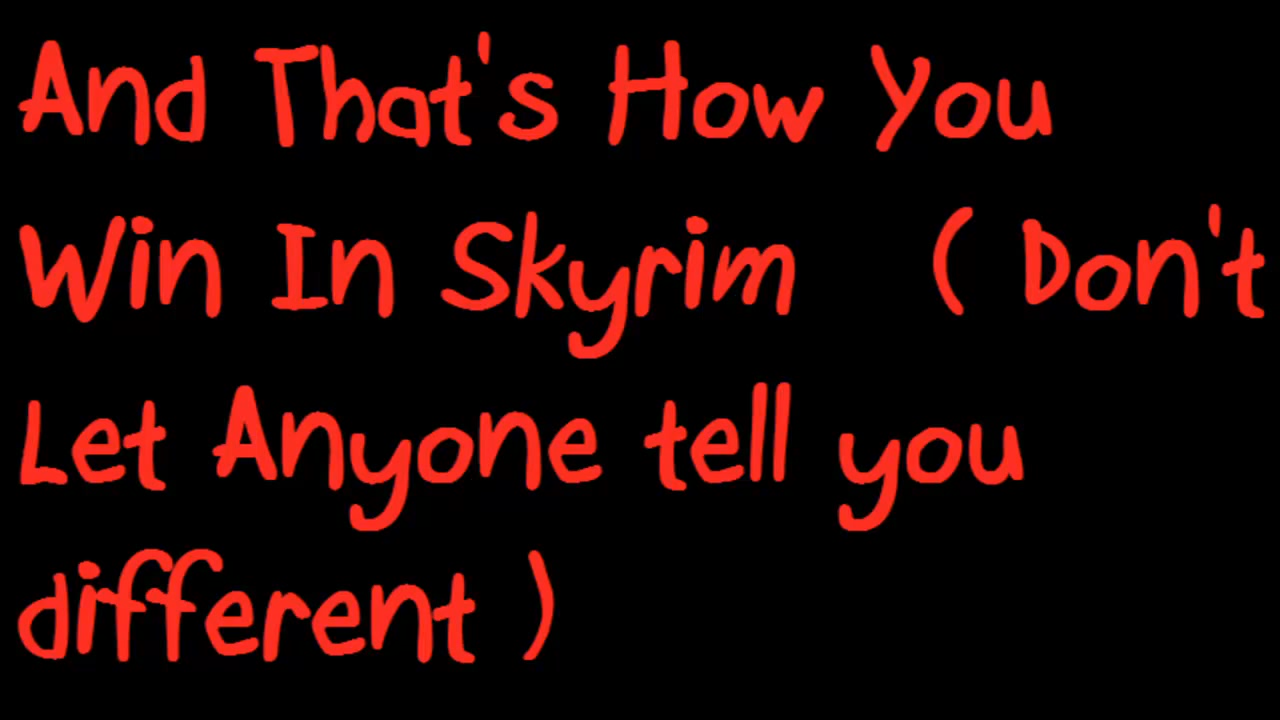 And That's How You
Win In Skyrim ( Don't
Let Anyone tell you
different )